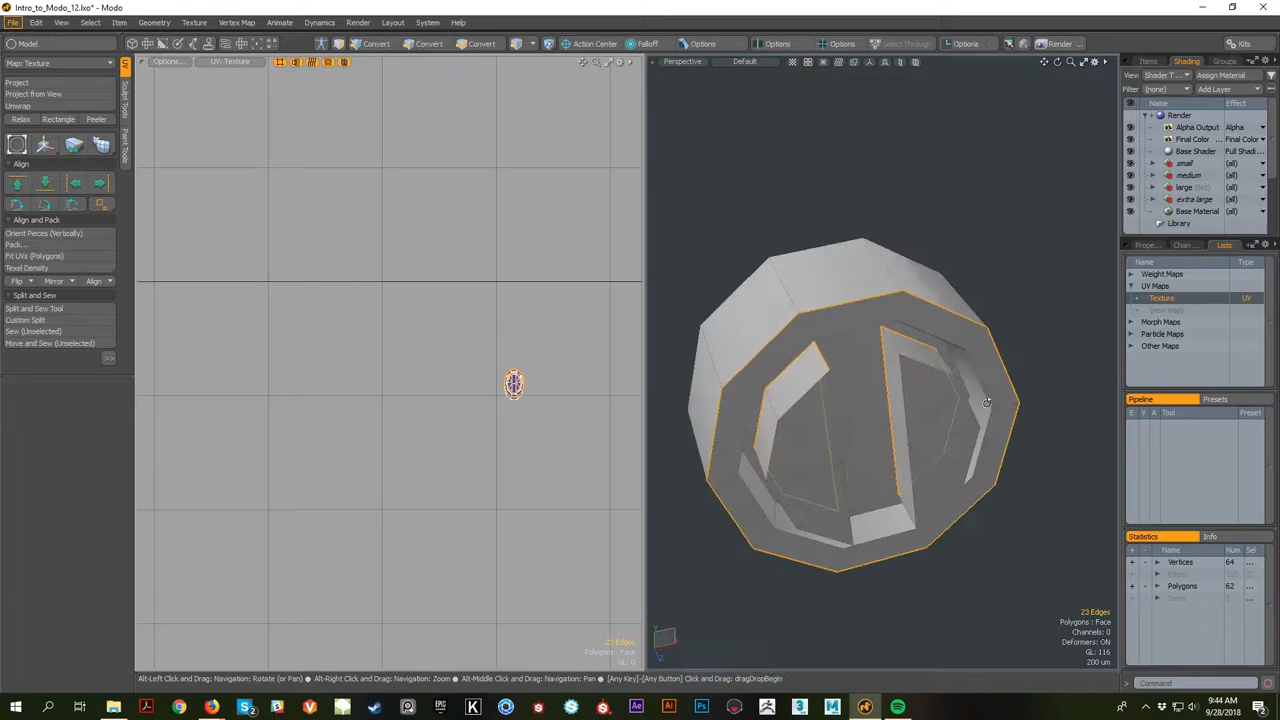 Intro_to_Modo_12.lxo* - Modo
File Edit View Select Item Geometry Texture Vertex Map Animate Dynamics Render Layout System Help
Model Convert Convert Convert Action Center Falloff Options Options Options Select Through Options Render ... Kits
Map: Texture
Project
Project from View
Unwrap
Relax Rectangle Peeler
Align
Align and Pack
Orient Pieces (Vertically)
Pack...
Fit UVs (Polygons)
Texel Density
Flip Mirror Align
Split and Sew
Split and Sew Tool
Custom Split
Sew (Unselected)
Move and Sew (Unselected)
>>
UV
Sculpt Tools
Paint Tools
Options... UV: Texture
23 Edges
Polygons : Face
GL: 0
Perspective Default
23 Edges
Polygons : Face
Channels: 0
Deformers: ON
GL: 116
200 um
Items Shading Groups
View Shader T... Assign Material
Filter (none) Add Layer
Name Effect
Render
Alpha Output Alpha
Final Color ... Final Color
Base Shader Full Shadi...
small (all)
medium (all)
large (all)
extra large (all)
Base Material (all)
Library
Prope... Chan ... Lists
Name Type
Weight Maps
UV Maps
Texture UV
(new map)
Morph Maps
Particle Maps
Other Maps
Pipeline Presets
E V A Tool Preset
Statistics Info
+ - Name Num Sel
+ - Vertices 64 ...
Edges
+ - Polygons 62 ...
Items
Alt-Left Click and Drag: Navigation: Rotate (or Pan) ● Alt-Right Click and Drag: Navigation: Zoom ● Alt-Middle Click and Drag: Navigation: Pan ● [Any Key]-[Any Button] Click and Drag: dragDropBegin
> Command
9:44 AM
9/28/2018